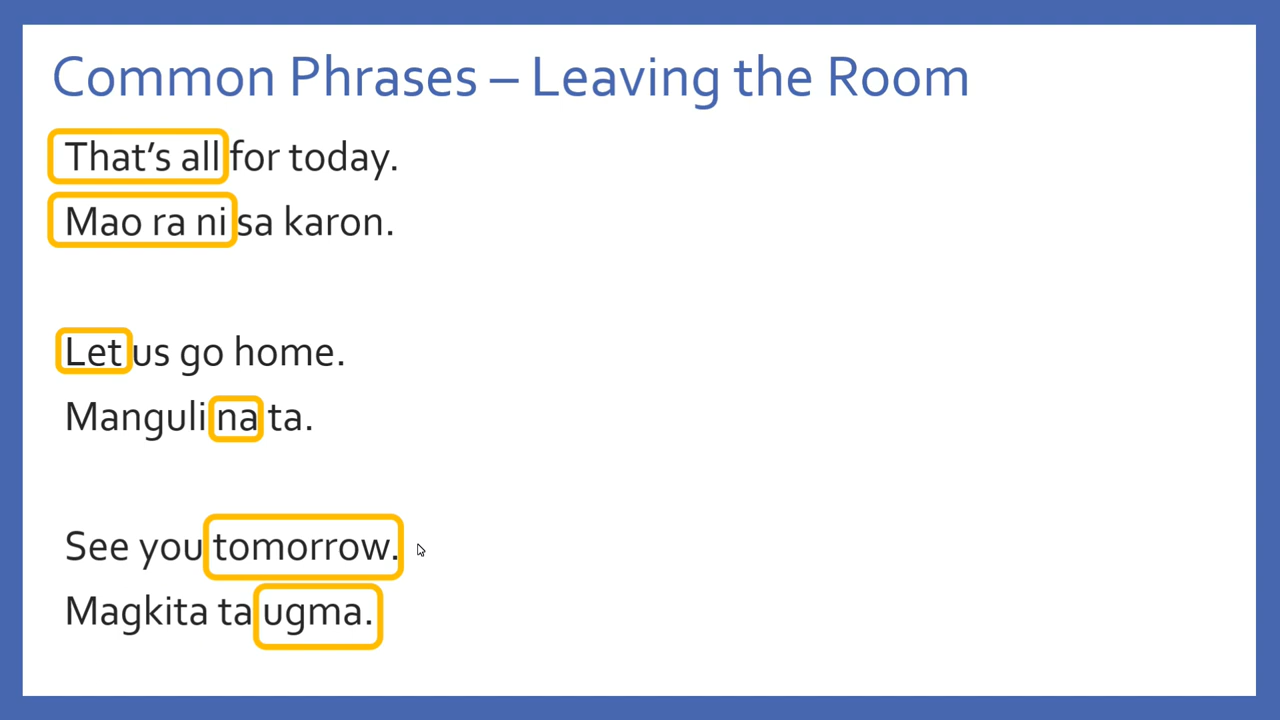 Common Phrases – Leaving the Room
That's all for today.
Mao ra ni sa karon.
Let us go home.
Manguli na ta.
See you tomorrow.
Magkita ta ugma.